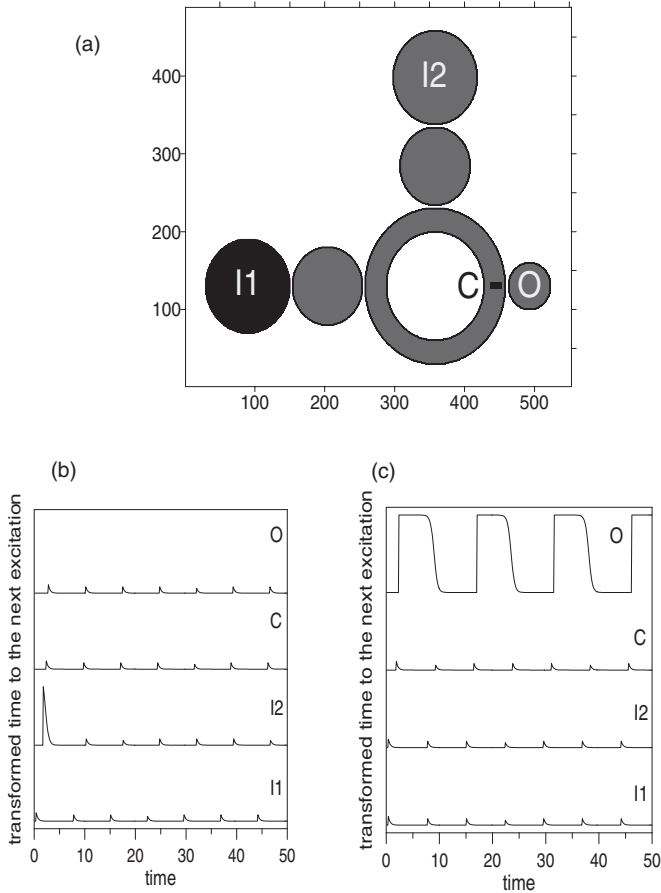 (a)
400
300
200
100
I2
I1
C
O
100 200 300 400 500
(b)
transformed time to the next excitation
O
C
I2
I1
0 10 20 30 40 50
time
(c)
transformed time to the next excitation
O
C
I2
I1
0 10 20 30 40 50
time